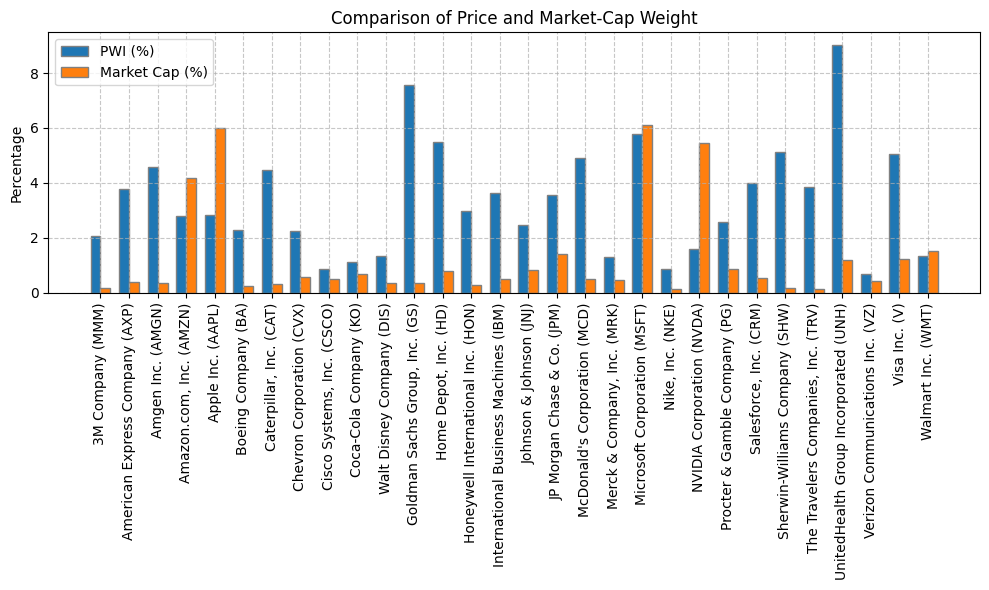 Comparison of Price and Market-Cap Weight
PWI (%)
Market Cap (%)
Percentage
8
6
4
2
0
3M Company (MMM)
American Express Company (AXP)
Amgen Inc. (AMGN)
Amazon.com, Inc. (AMZN)
Apple Inc. (AAPL)
Boeing Company (BA)
Caterpillar, Inc. (CAT)
Chevron Corporation (CVX)
Cisco Systems, Inc. (CSCO)
Coca-Cola Company (KO)
Walt Disney Company (DIS)
Goldman Sachs Group, Inc. (GS)
Home Depot, Inc. (HD)
Honeywell International Inc. (HON)
International Business Machines (IBM)
Johnson & Johnson (JNJ)
JP Morgan Chase & Co. (JPM)
McDonald's Corporation (MCD)
Merck & Company, Inc. (MRK)
Microsoft Corporation (MSFT)
Nike, Inc. (NKE)
NVIDIA Corporation (NVDA)
Procter & Gamble Company (PG)
Salesforce, Inc. (CRM)
Sherwin-Williams Company (SHW)
The Travelers Companies, Inc. (TRV)
UnitedHealth Group Incorporated (UNH)
Verizon Communications Inc. (VZ)
Visa Inc. (V)
Walmart Inc. (WMT)